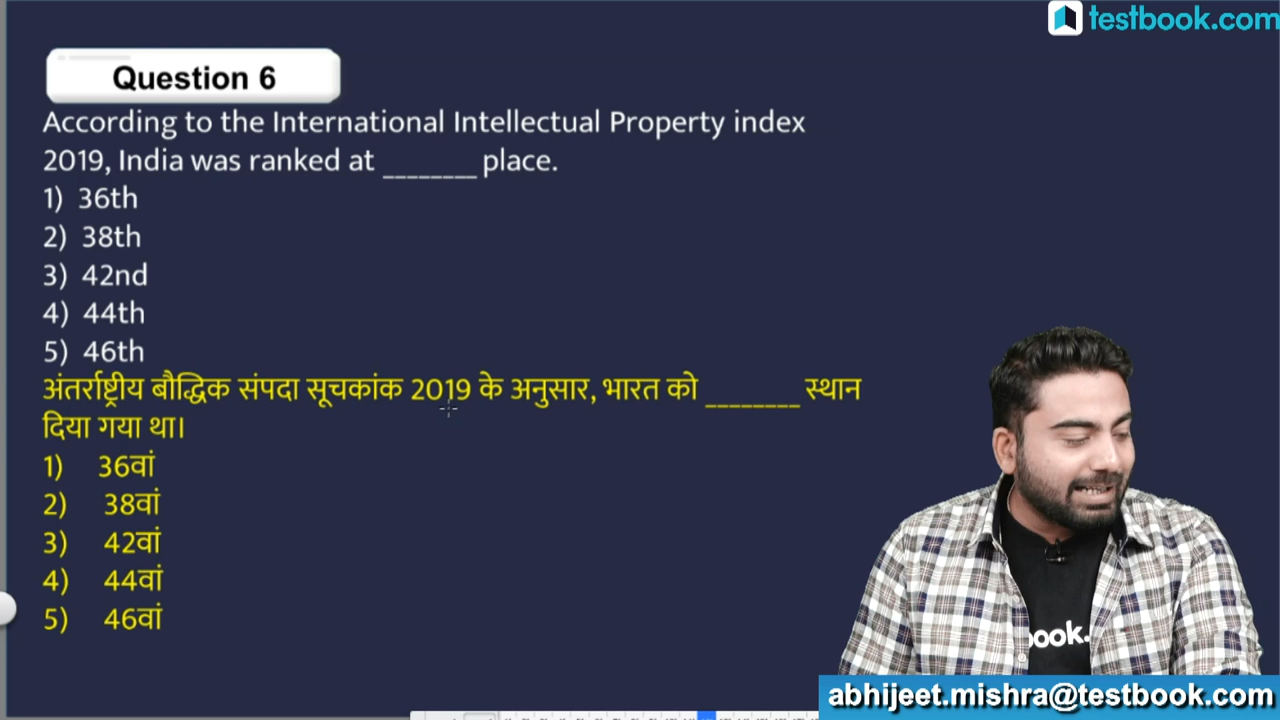 testbook.com
Question 6
According to the International Intellectual Property index
2019, India was ranked at ________ place.
1) 36th
2) 38th
3) 42nd
4) 44th
5) 46th
अंतर्राष्ट्रीय बौद्धिक संपदा सूचकांक 2019 के अनुसार, भारत को ________ स्थान
दिया गया था।
1) 36वां
2) 38वां
3) 42वां
4) 44वां
5) 46वां
ook.
abhijeet.mishra@testbook.com